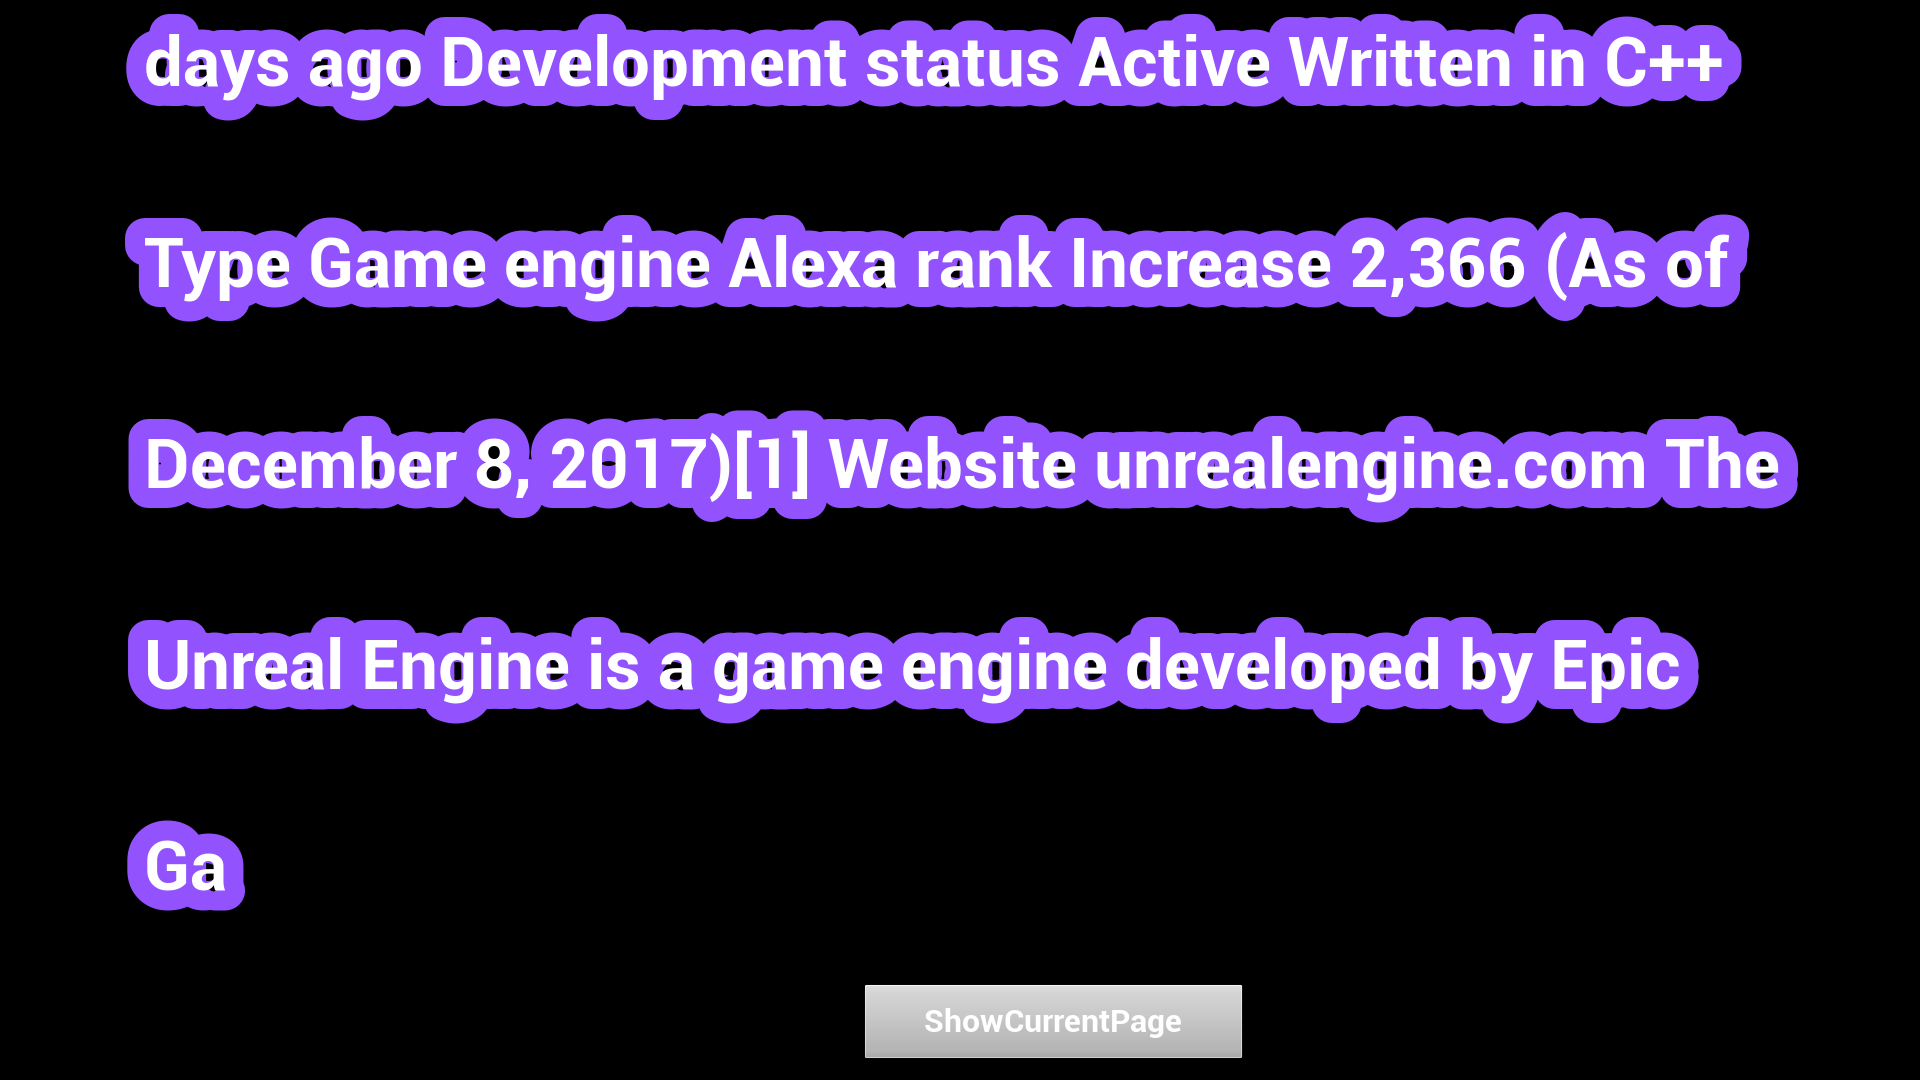 days ago Development status Active Written in C++
Type Game engine Alexa rank Increase 2,366 (As of
December 8, 2017)[1] Website unrealengine.com The
Unreal Engine is a game engine developed by Epic
Ga
ShowCurrentPage